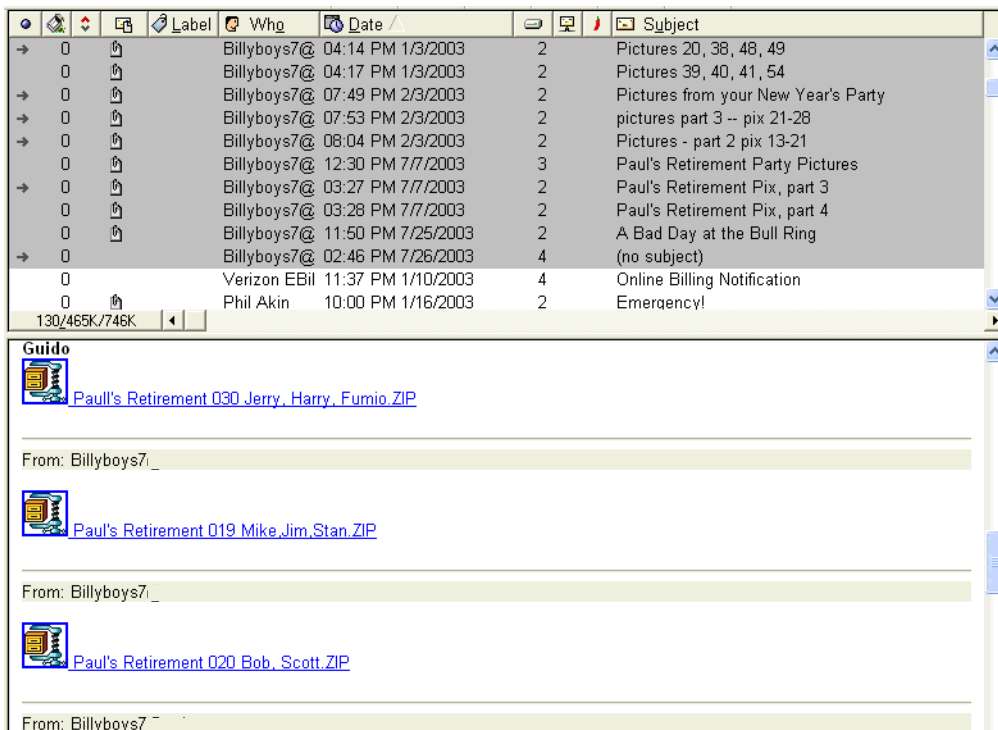 Label Who Date Subject
0 Billyboys7@ 04:14 PM 1/3/2003 2 Pictures 20, 38, 48, 49
0 Billyboys7@ 04:17 PM 1/3/2003 2 Pictures 39, 40, 41, 54
0 Billyboys7@ 07:49 PM 2/3/2003 2 Pictures from your New Year's Party
0 Billyboys7@ 07:53 PM 2/3/2003 2 pictures part 3 -- pix 21-28
0 Billyboys7@ 08:04 PM 2/3/2003 2 Pictures - part 2 pix 13-21
0 Billyboys7@ 12:30 PM 7/7/2003 3 Paul's Retirement Party Pictures
0 Billyboys7@ 03:27 PM 7/7/2003 2 Paul's Retirement Pix, part 3
0 Billyboys7@ 03:28 PM 7/7/2003 2 Paul's Retirement Pix, part 4
0 Billyboys7@ 11:50 PM 7/25/2003 2 A Bad Day at the Bull Ring
0 Billyboys7@ 02:46 PM 7/26/2003 4 (no subject)
0 Verizon EBil 11:37 PM 1/10/2003 4 Online Billing Notification
0 Phil Akin 10:00 PM 1/16/2003 2 Emergency!
130/465K/746K
Guido
Paull's Retirement 030 Jerry, Harry, Fumio.ZIP
From: Billyboys7
Paul's Retirement 019 Mike,Jim,Stan.ZIP
From: Billyboys7
Paul's Retirement 020 Bob, Scott.ZIP
From: Billyboys7